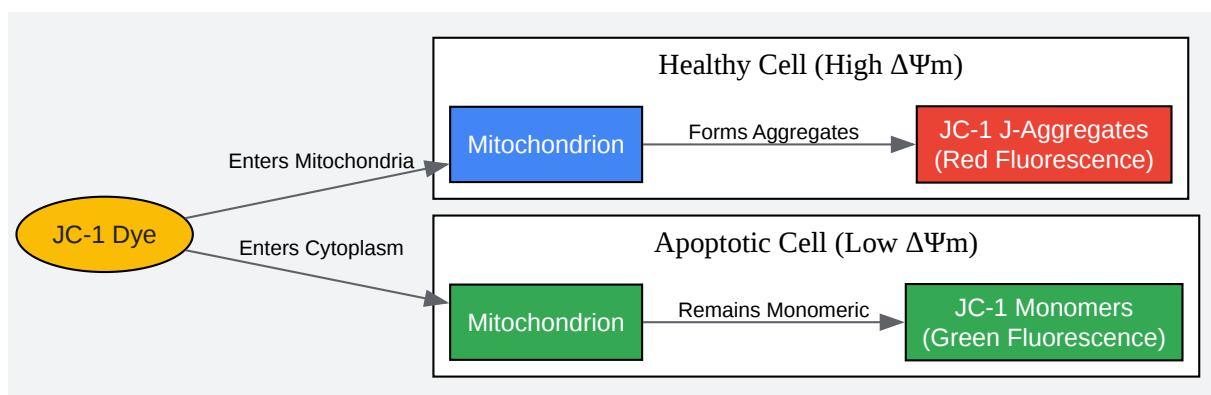 Healthy Cell (High ΔΨm)
Mitochondrion
Forms Aggregates
JC-1 J-Aggregates
(Red Fluorescence)
Enters Mitochondria
JC-1 Dye
Enters Cytoplasm
Apoptotic Cell (Low ΔΨm)
Mitochondrion
Remains Monomeric
JC-1 Monomers
(Green Fluorescence)